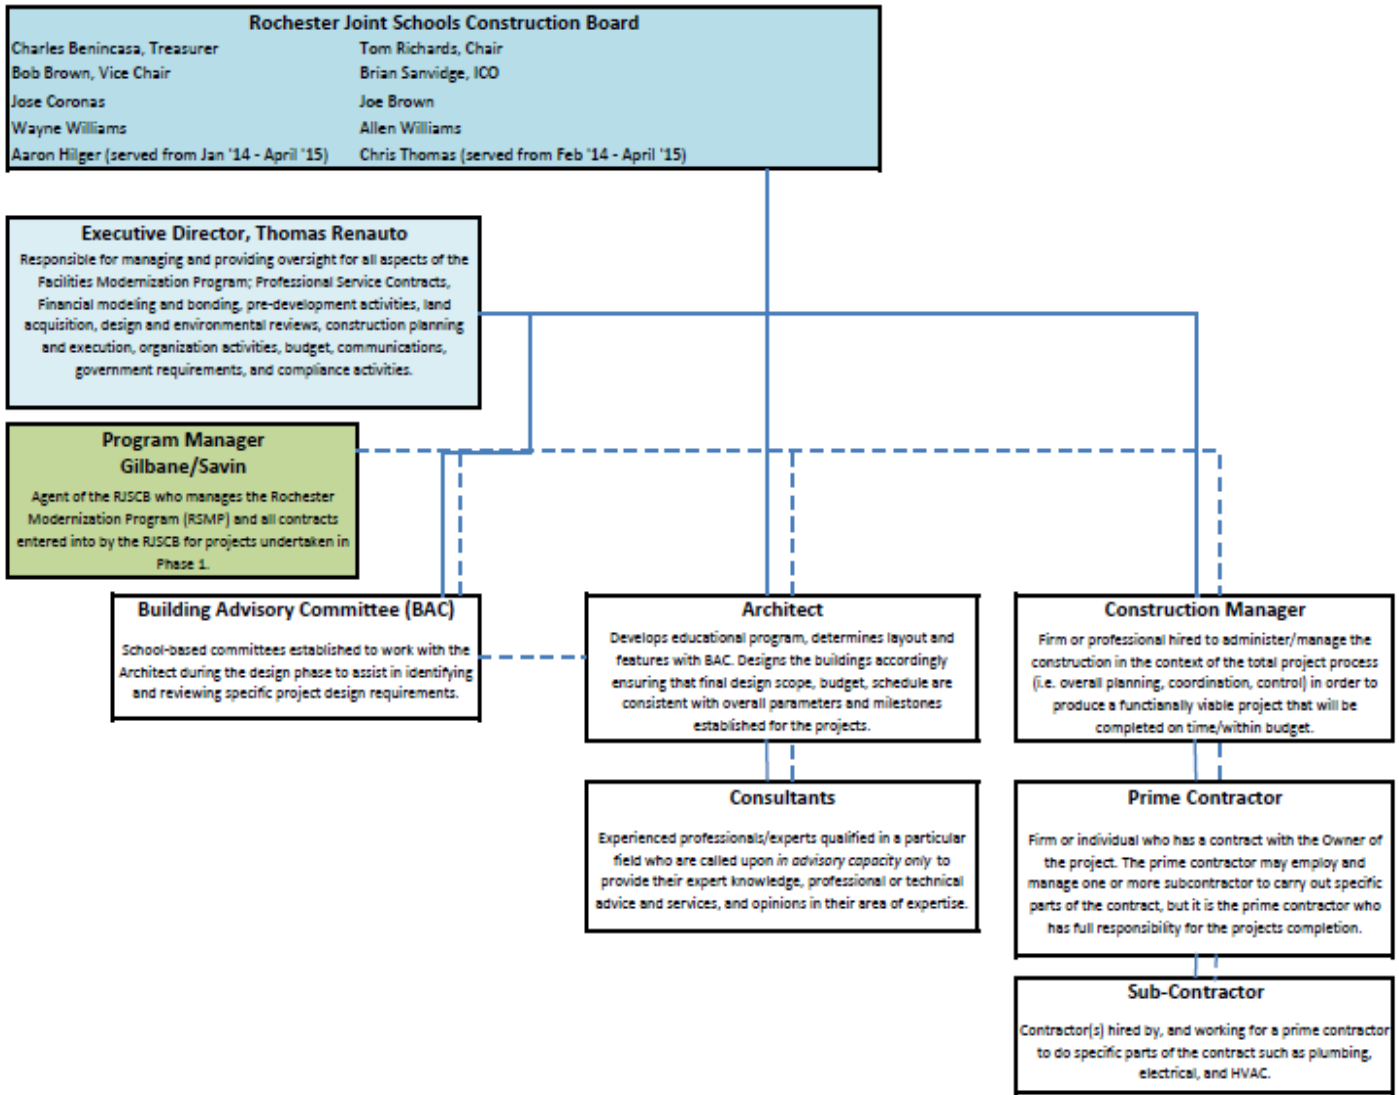 Rochester Joint Schools Construction Board
Charles Benincasa, Treasurer Tom Richards, Chair
Bob Brown, Vice Chair Brian Sanvidge, ICO
Jose Coronas Joe Brown
Wayne Williams Allen Williams
Aaron Hilger (served from Jan '14 - April '15) Chris Thomas (served from Feb '14 - April '15)
Executive Director, Thomas Renauto
Responsible for managing and providing oversight for all aspects of the
Facilities Modernization Program; Professional Service Contracts,
Financial modeling and bonding, pre-development activities, land
acquisition, design and environmental reviews, construction planning
and execution, organization activities, budget, communications,
government requirements, and compliance activities.
Program Manager
Gilbane/Savin
Agent of the RJSCB who manages the Rochester
Modernization Program (RSMP) and all contracts
entered into by the RJSCB for projects undertaken in
Phase 1.
Building Advisory Committee (BAC)
School-based committees established to work with the
Architect during the design phase to assist in identifying
and reviewing specific project design requirements.
Architect
Develops educational program, determines layout and
features with BAC. Designs the buildings accordingly
ensuring that final design scope, budget, schedule are
consistent with overall parameters and milestones
established for the projects.
Construction Manager
Firm or professional hired to administer/manage the
construction in the context of the total project process
(i.e. overall planning, coordination, control) in order to
produce a functionally viable project that will be
completed on time/within budget.
Consultants
Experienced professionals/experts qualified in a particular
field who are called upon in advisory capacity only to
provide their expert knowledge, professional or technical
advice and services, and opinions in their area of expertise.
Prime Contractor
Firm or individual who has a contract with the Owner of
the project. The prime contractor may employ and
manage one or more subcontractor to carry out specific
parts of the contract, but it is the prime contractor who
has full responsibility for the projects completion.
Sub-Contractor
Contractor(s) hired by, and working for a prime contractor
to do specific parts of the contract such as plumbing,
electrical, and HVAC.